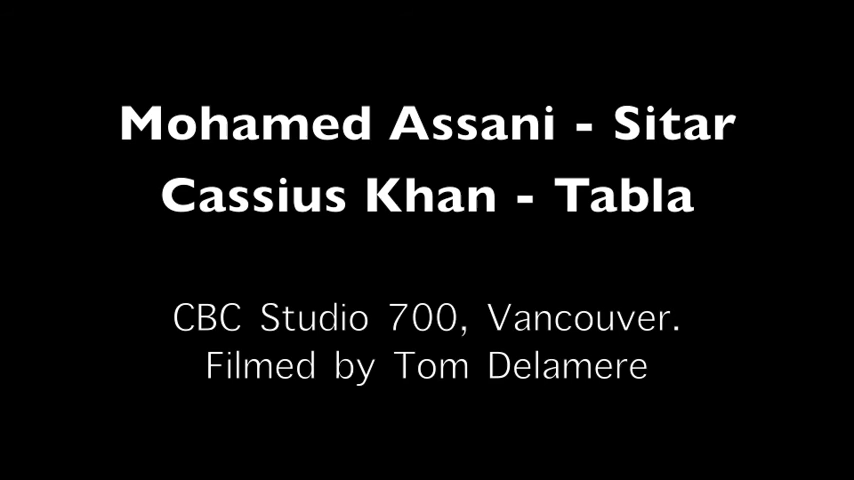 Mohamed Assani - Sitar
Cassius Khan - Tabla
CBC Studio 700, Vancouver.
Filmed by Tom Delamere